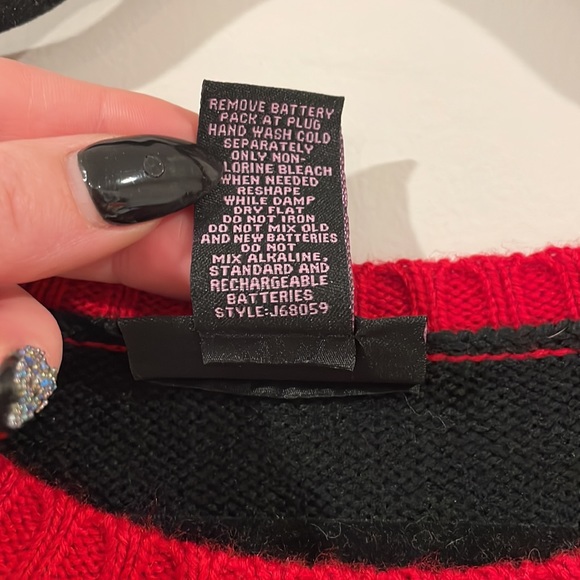 REMOVE BATTERY
PACK AT PLUG
HAND WASH COLD
SEPARATELY
ONLY NON-
LORINE BLEACH
WHEN NEEDED
RESHAPE
WHILE DAMP
DRY FLAT
DO NOT IRON
DO NOT MIX OLD
AND NEW BATTERIES
DO NOT
MIX ALKALINE,
STANDARD AND
RECHARGEABLE
BATTERIES
STYLE:J68059